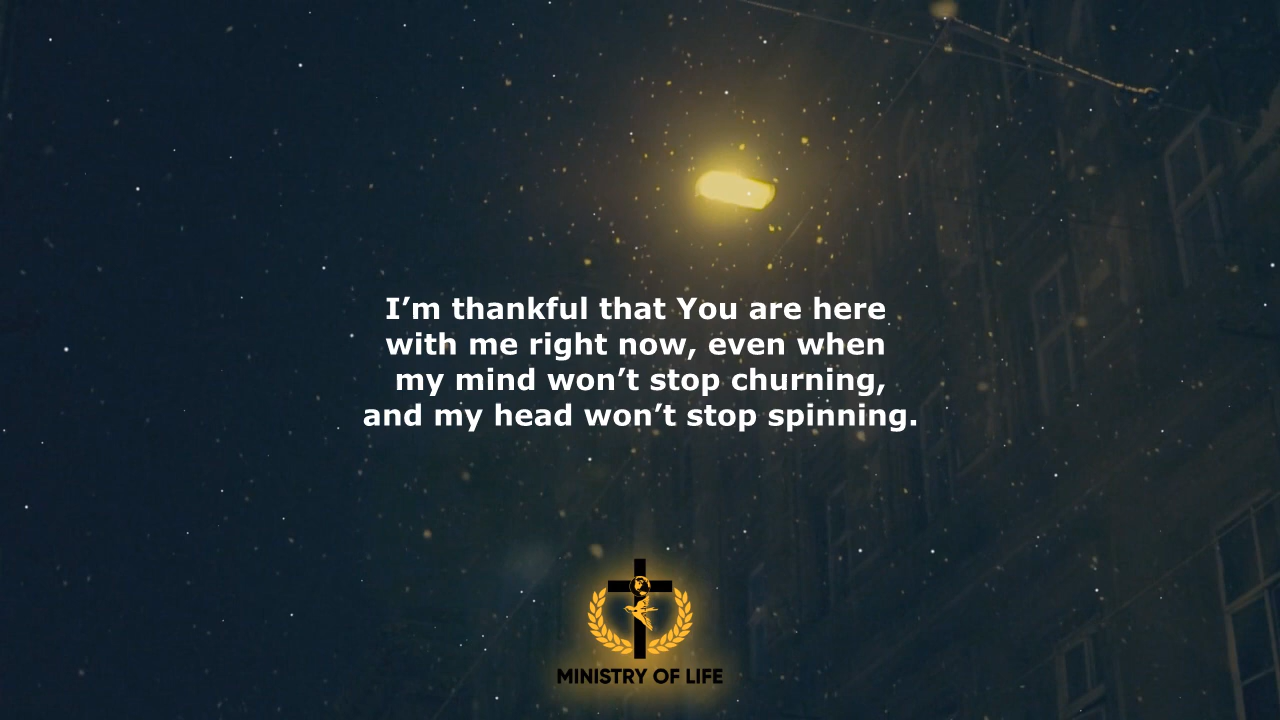 I’m thankful that You are here
with me right now, even when
my mind won’t stop churning,
and my head won’t stop spinning.
MINISTRY OF LIFE